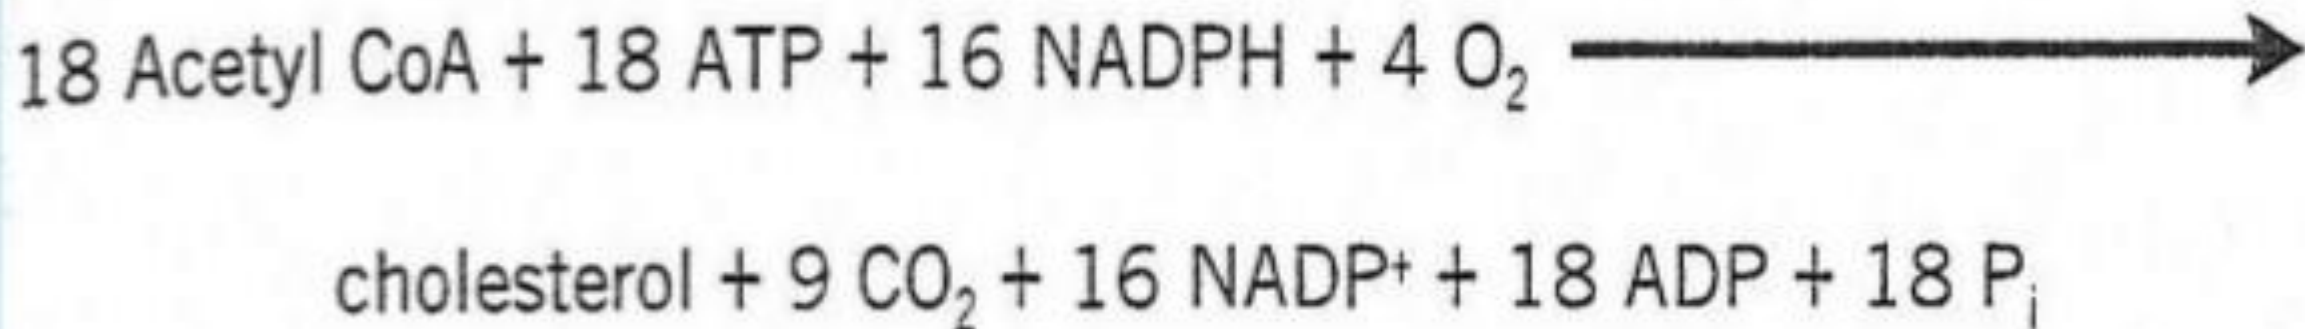 18 Acetyl CoA + 18 ATP + 16 NADPH + 4 O₂ ⟶
cholesterol + 9 CO₂ + 16 NADP⁺ + 18 ADP + 18 Pᵢ